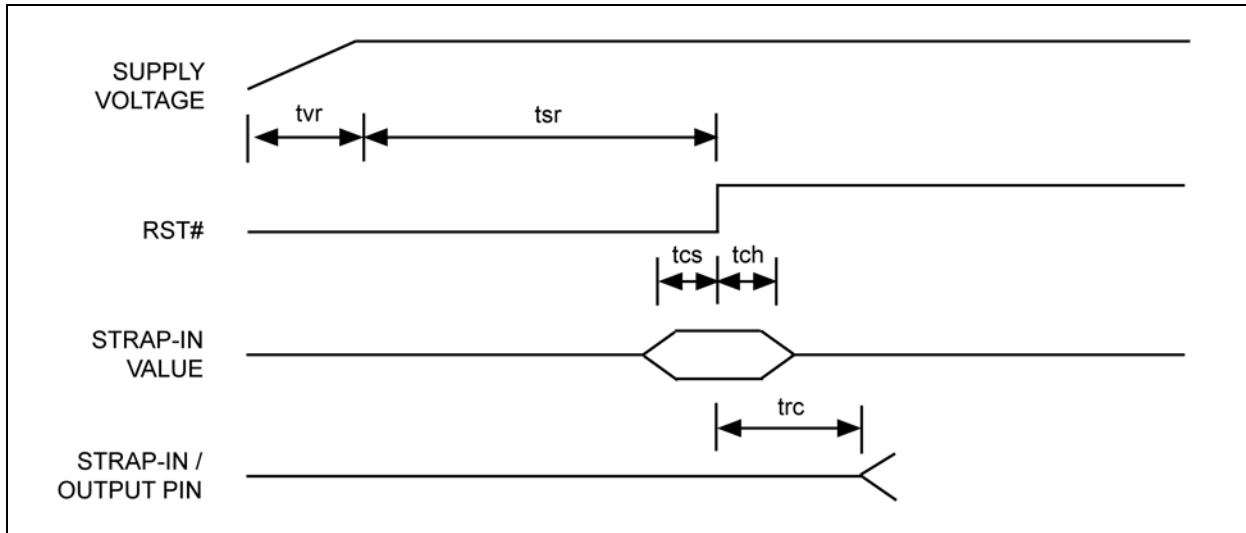 SUPPLY
VOLTAGE
tvr
tsr
RST#
tcs
tch
STRAP-IN
VALUE
trc
STRAP-IN /
OUTPUT PIN